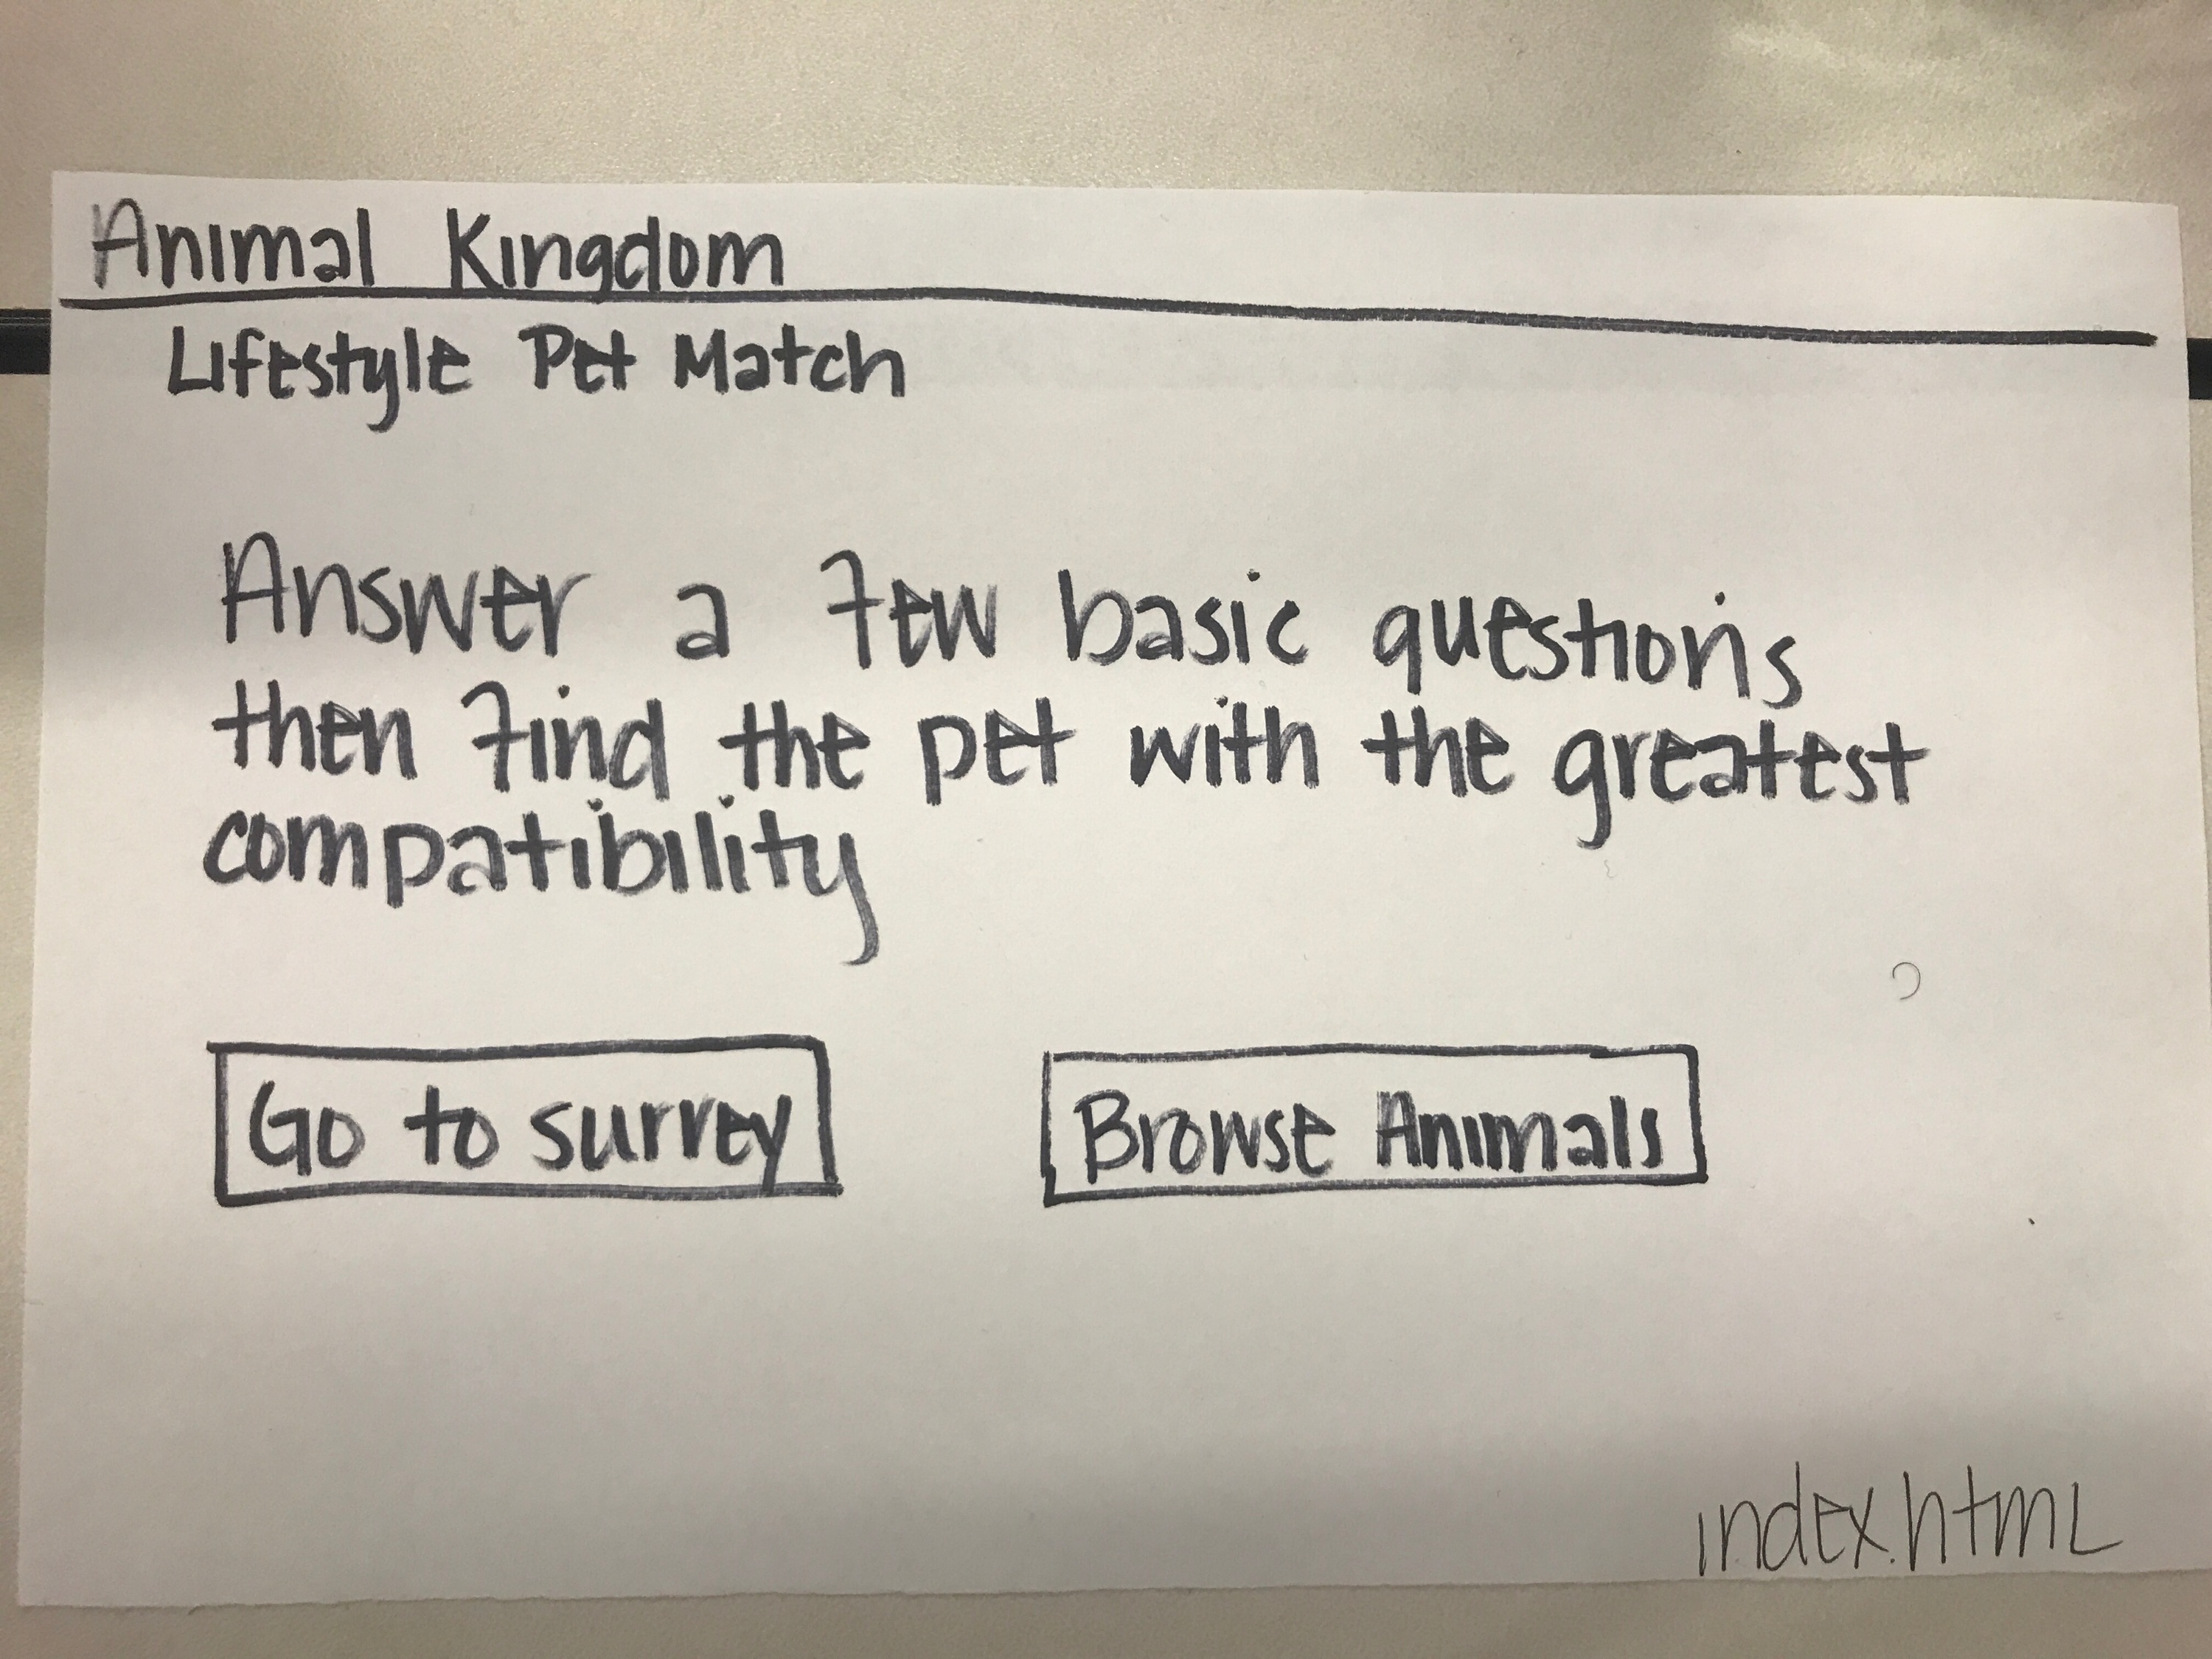 Animal Kingdom
Lifestyle Pet Match
Answer a few basic questions
then find the pet with the greatest
compatibility
Go to survey
Browse Animals
index.html